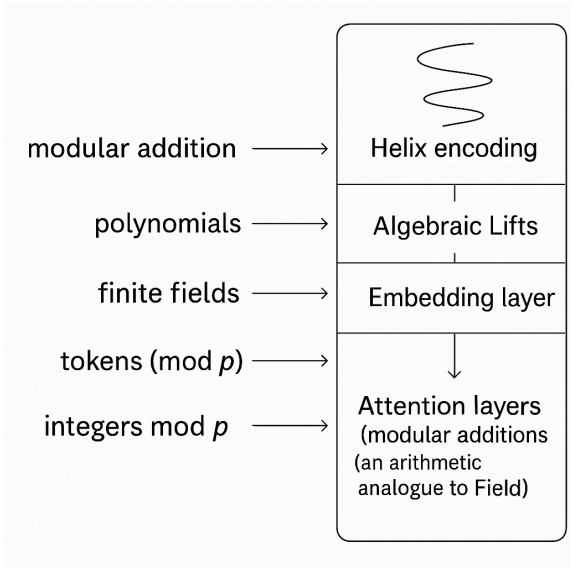 modular addition
Helix encoding
polynomials
Algebraic Lifts
finite fields
Embedding layer
tokens (mod p)
integers mod p
Attention layers
(modular additions
(an arithmetic
analogue to Field)